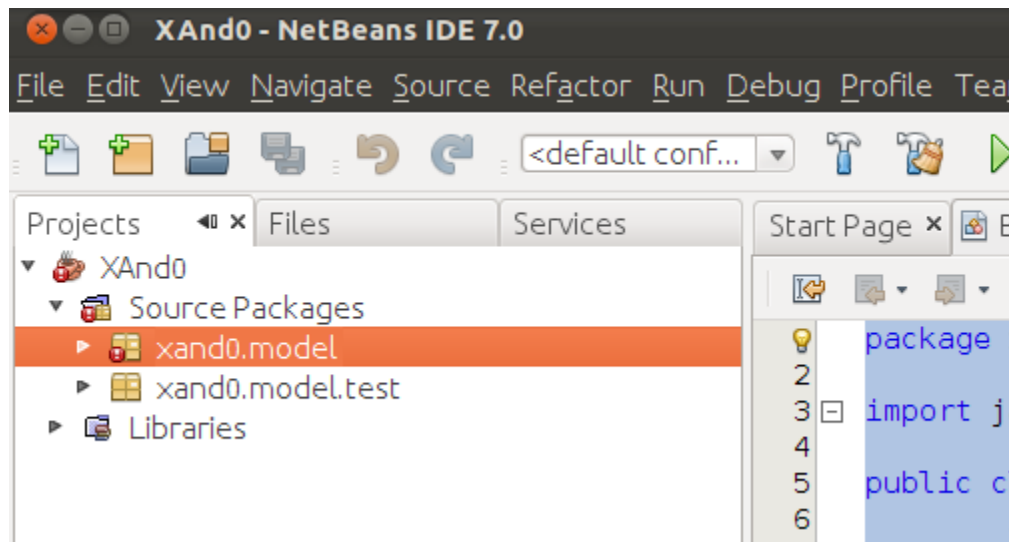 XAnd0 - NetBeans IDE 7.0
File Edit View Navigate Source Refactor Run Debug Profile
<default conf...
Projects Files Services Start Page
XAnd0
Source Packages
xand0.model
xand0.model.test
Libraries
package
2
3 import
4
5 public
6